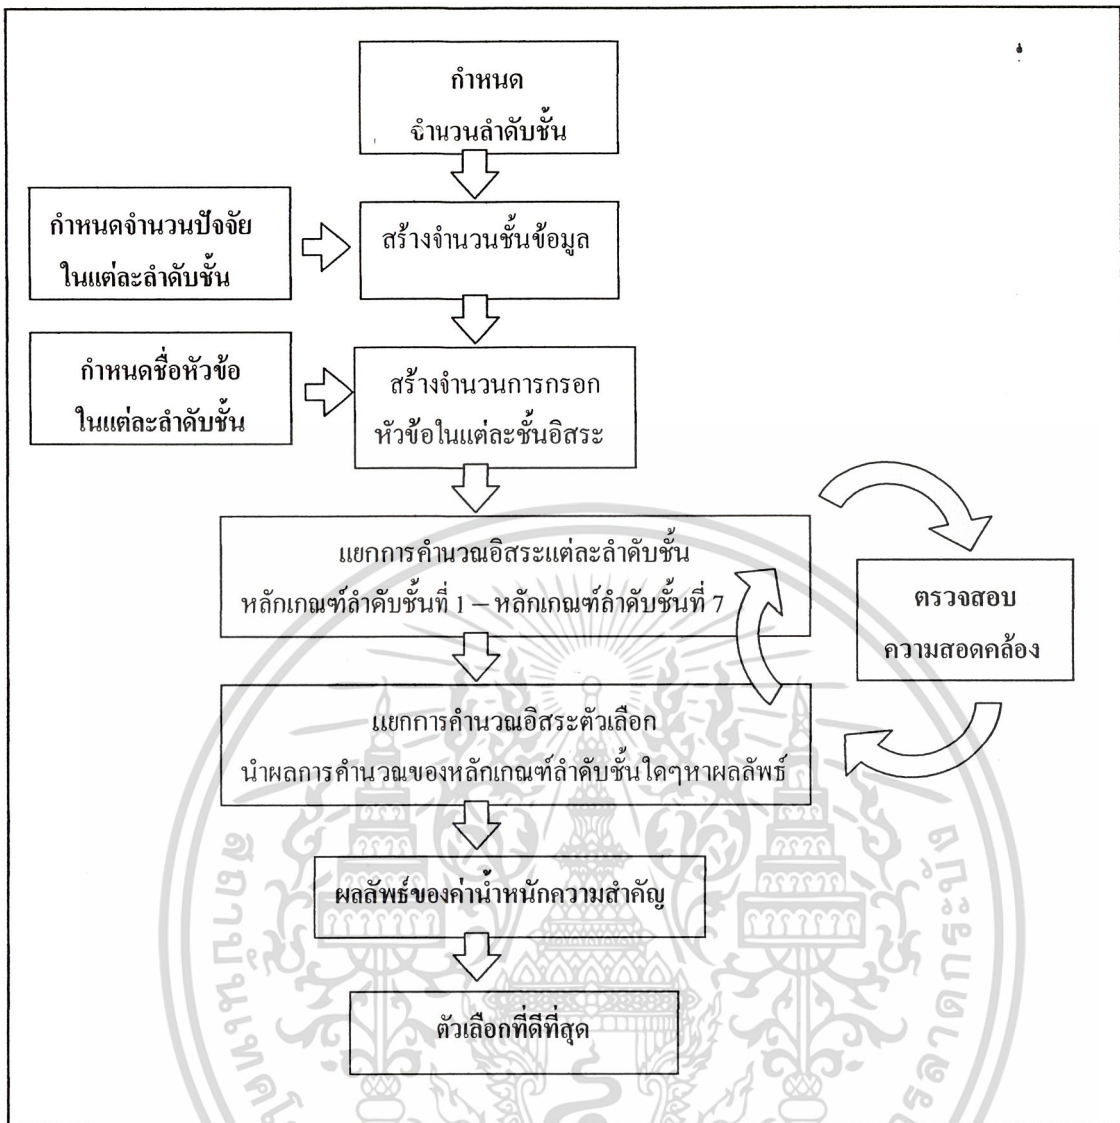 กำหนด
จำนวนลำดับชั้น
กำหนดจำนวนปัจจัย
ในแต่ละลำดับชั้น
สร้างจำนวนชั้นข้อมูล
กำหนดชื่อหัวข้อ
ในแต่ละลำดับชั้น
สร้างจำนวนการกรอก
หัวข้อในแต่ละชั้นอิสระ
แยกการคำนวณอิสระแต่ละลำดับชั้น
หลักเกณฑ์ลำดับชั้นที่ 1 – หลักเกณฑ์ลำดับชั้นที่ 7
ตรวจสอบ
ความสอดคล้อง
แยกการคำนวณอิสระตัวเลือก
นำผลการคำนวณของหลักเกณฑ์ลำดับชั้นใดๆหาผลลัพธ์
ผลลัพธ์ของค่าน้ำหนักความสำคัญ
ตัวเลือกที่ดีที่สุด